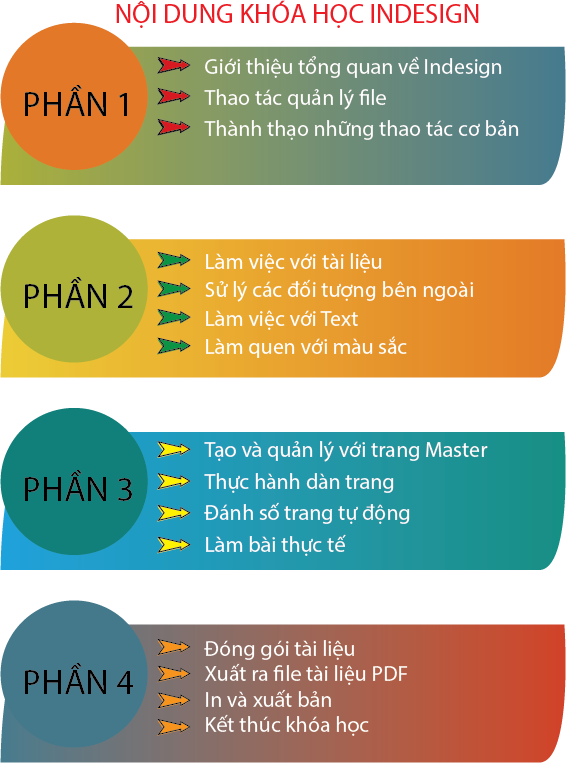 NỘI DUNG KHÓA HỌC INDESIGN
PHẦN 1
Giới thiệu tổng quan về Indesign
Thao tác quản lý file
Thành thạo những thao tác cơ bản
PHẦN 2
Làm việc với tài liệu
Sử lý các đối tượng bên ngoài
Làm việc với Text
Làm quen với màu sắc
PHẦN 3
Tạo và quản lý với trang Master
Thực hành dàn trang
Đánh số trang tự động
Làm bài thực tế
PHẦN 4
Đóng gói tài liệu
Xuất ra file tài liệu PDF
In và xuất bản
Kết thúc khóa học